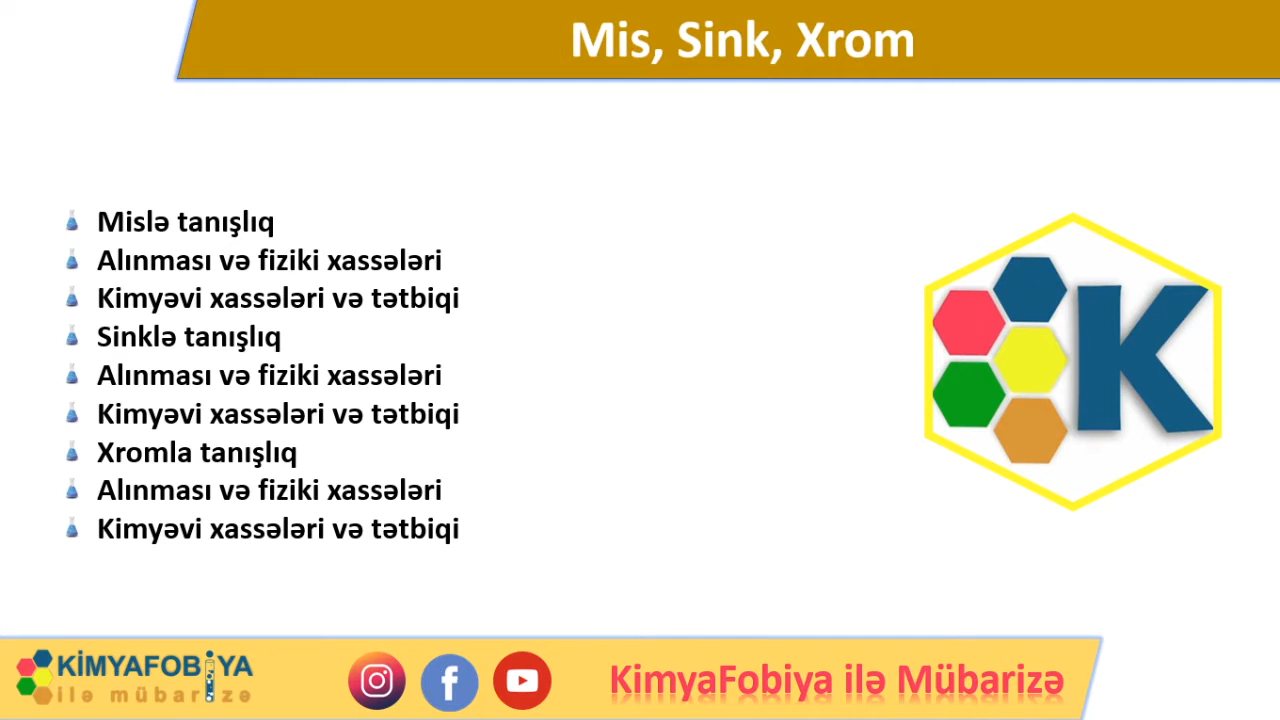 Mis, Sink, Xrom
Mislə tanışlıq
Alınması və fiziki xassələri
Kimyəvi xassələri və tətbiqi
Sinklə tanışlıq
Alınması və fiziki xassələri
Kimyəvi xassələri və tətbiqi
Xromla tanışlıq
Alınması və fiziki xassələri
Kimyəvi xassələri və tətbiqi
K
KİMYAFOBİYA
ilə mübarizə
KimyaFobiya ilə Mübarizə